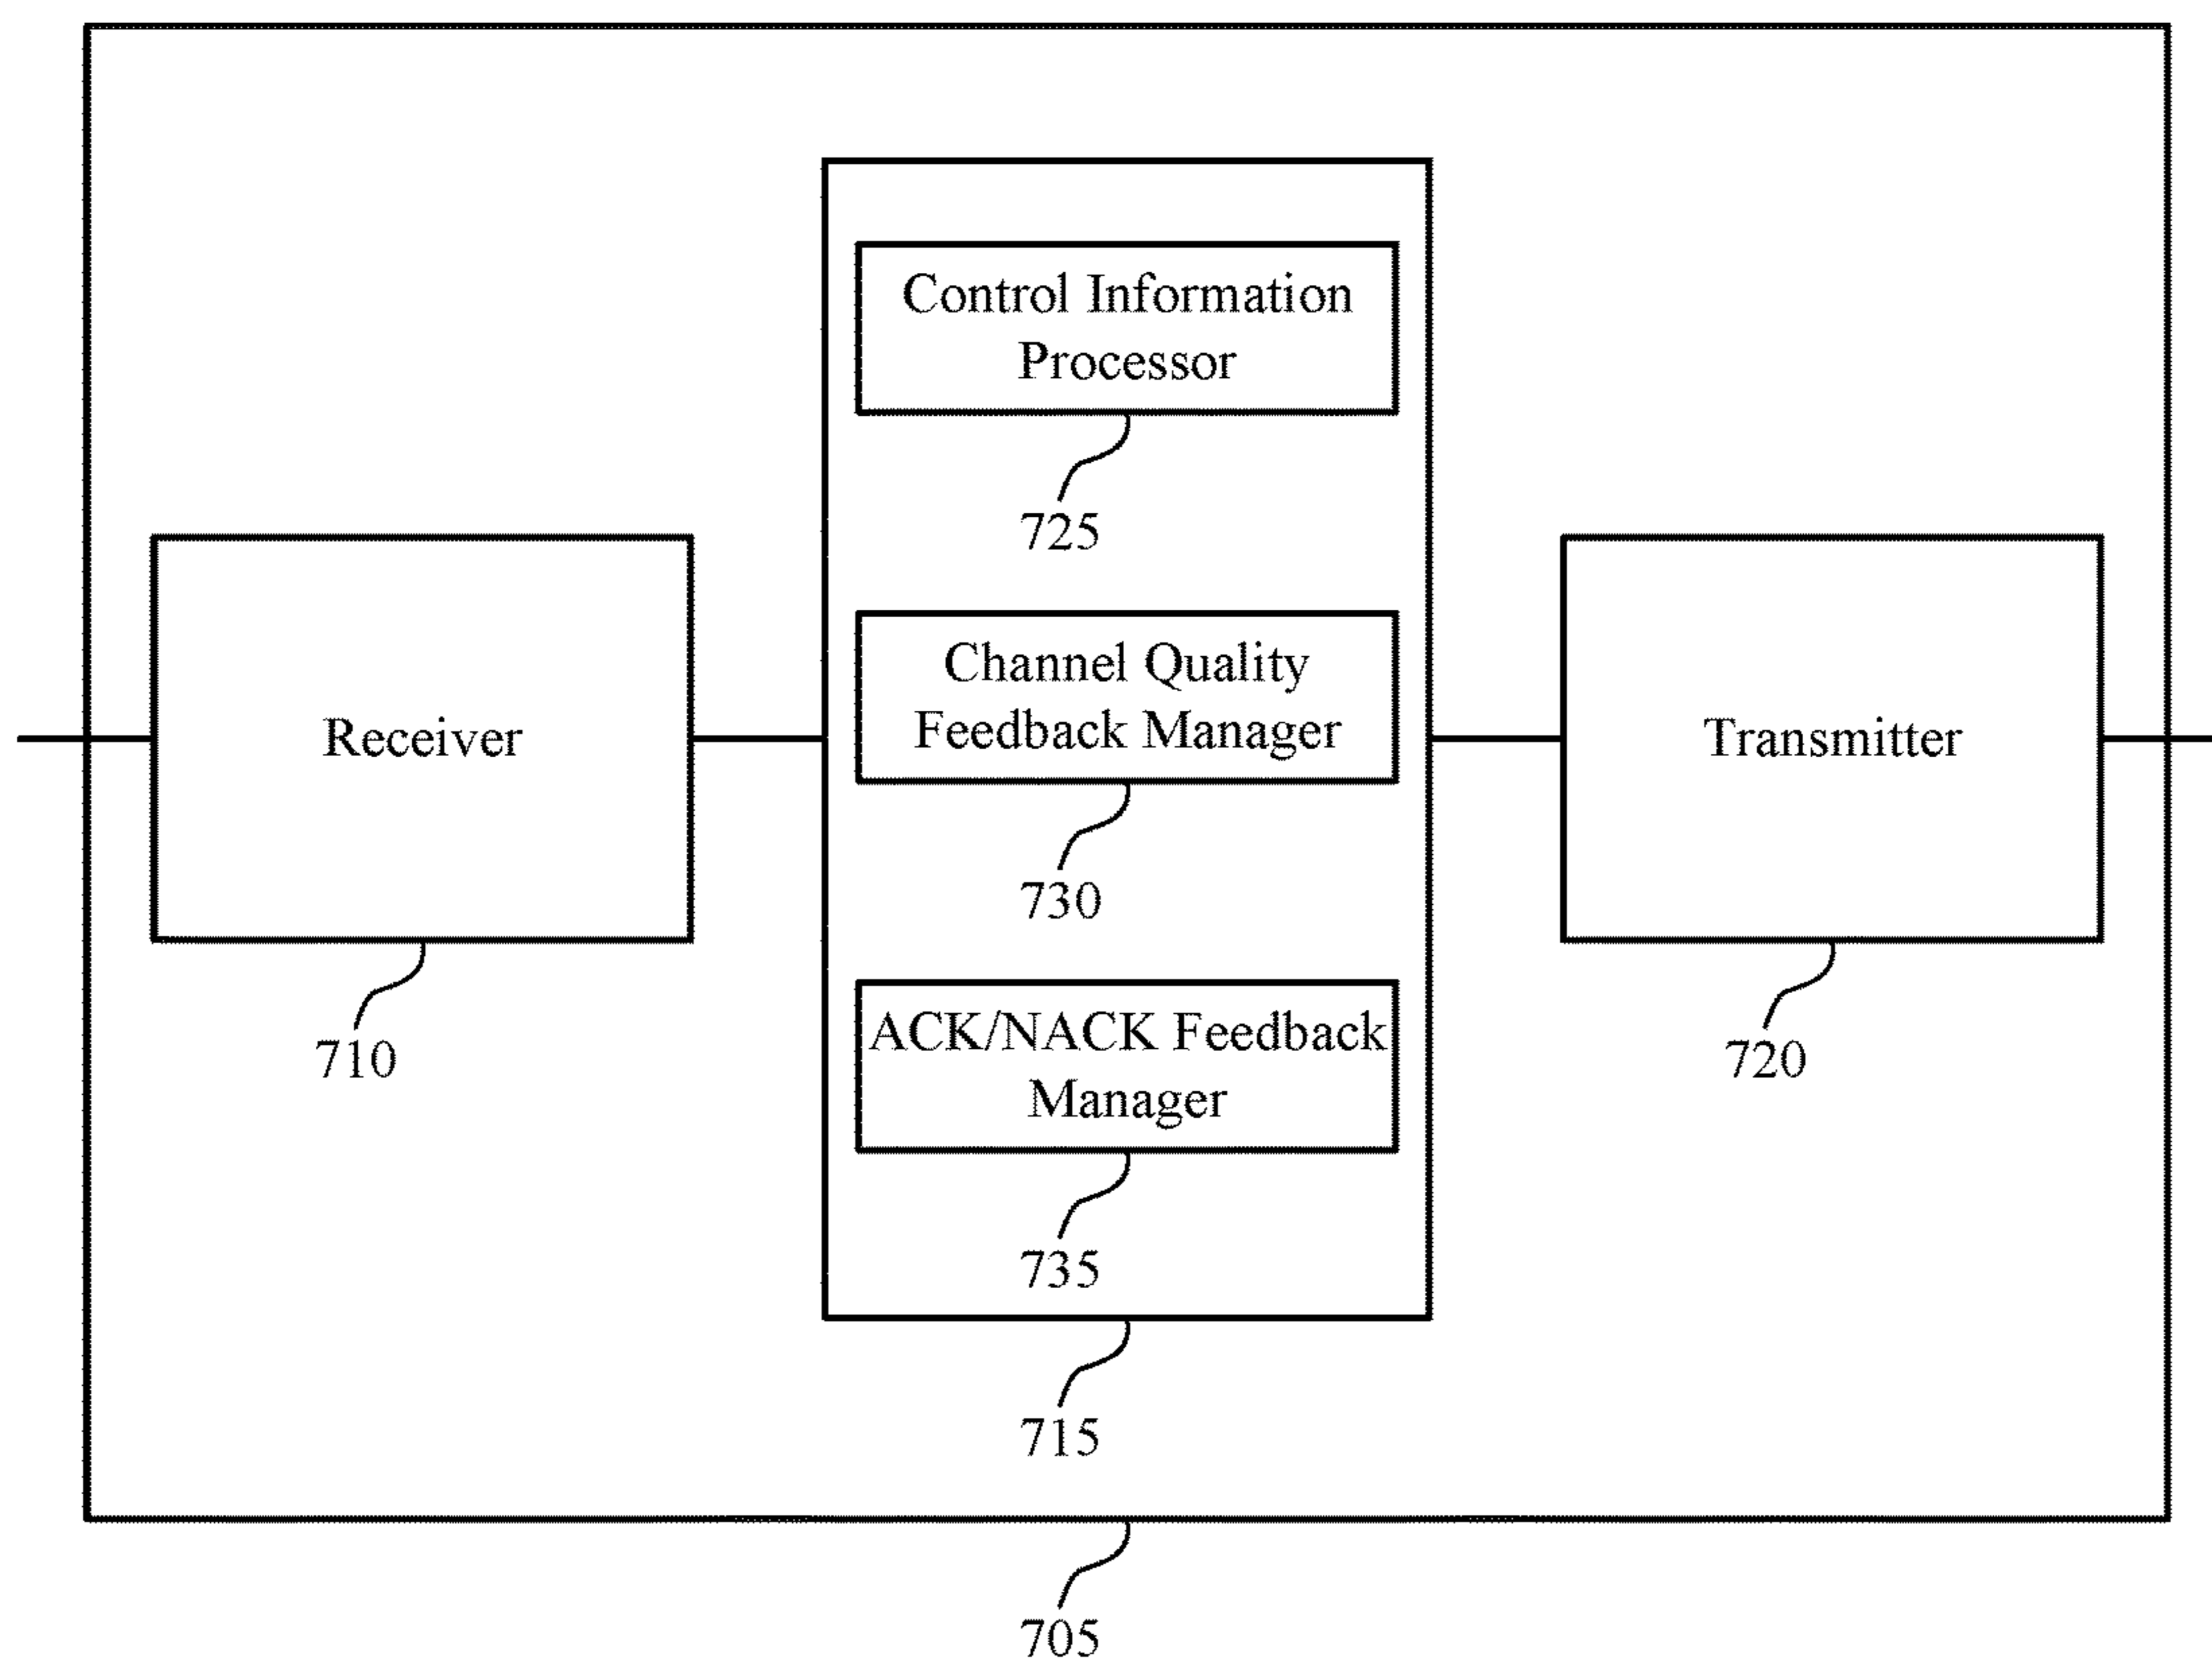 Control Information
Processor
725
Receiver
710
Channel Quality
Feedback Manager
730
ACK/NACK Feedback
Manager
735
715
Transmitter
720
705